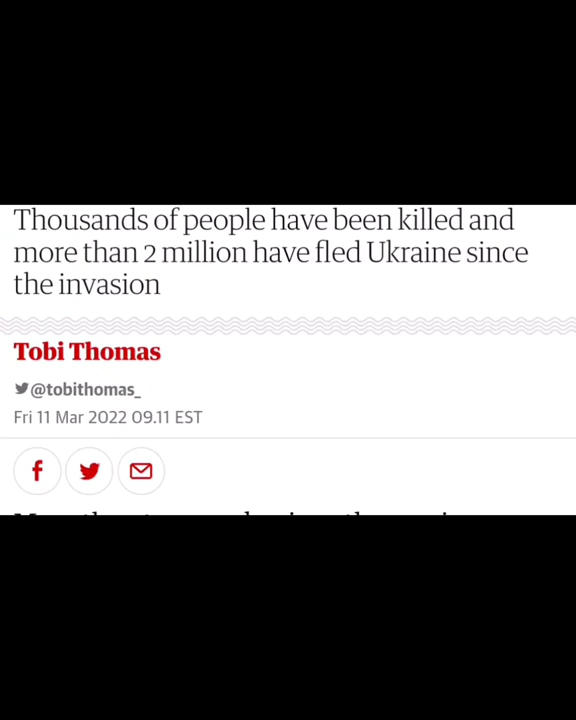 Thousands of people have been killed and
more than 2 million have fled Ukraine since
the invasion
Tobi Thomas
@tobithomas_
Fri 11 Mar 2022 09.11 EST